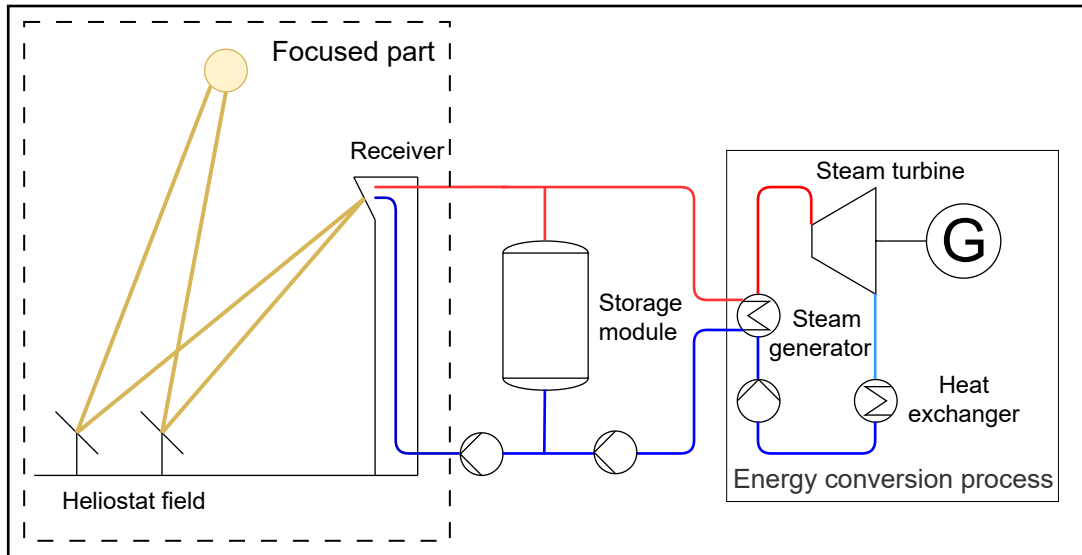 Focused part
Receiver
Steam turbine
G
Storage
module
Steam
generator
Heat
exchanger
Heliostat field
Energy conversion process